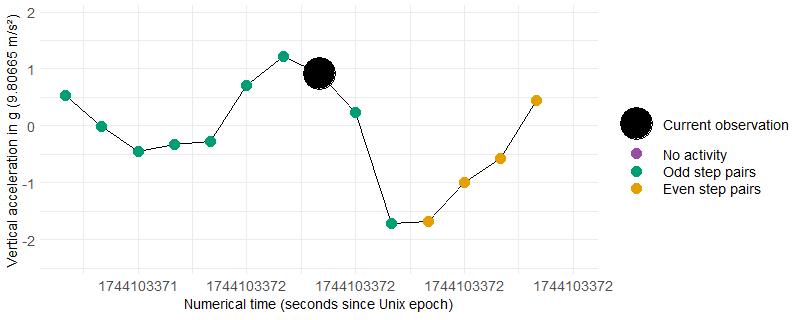 Vertical acceleration in g (9.80665 m/s²)
2
1
0
-1
-2
1744103371 1744103372 1744103372 1744103372 1744103372
Numerical time (seconds since Unix epoch)
Current observation
No activity
Odd step pairs
Even step pairs